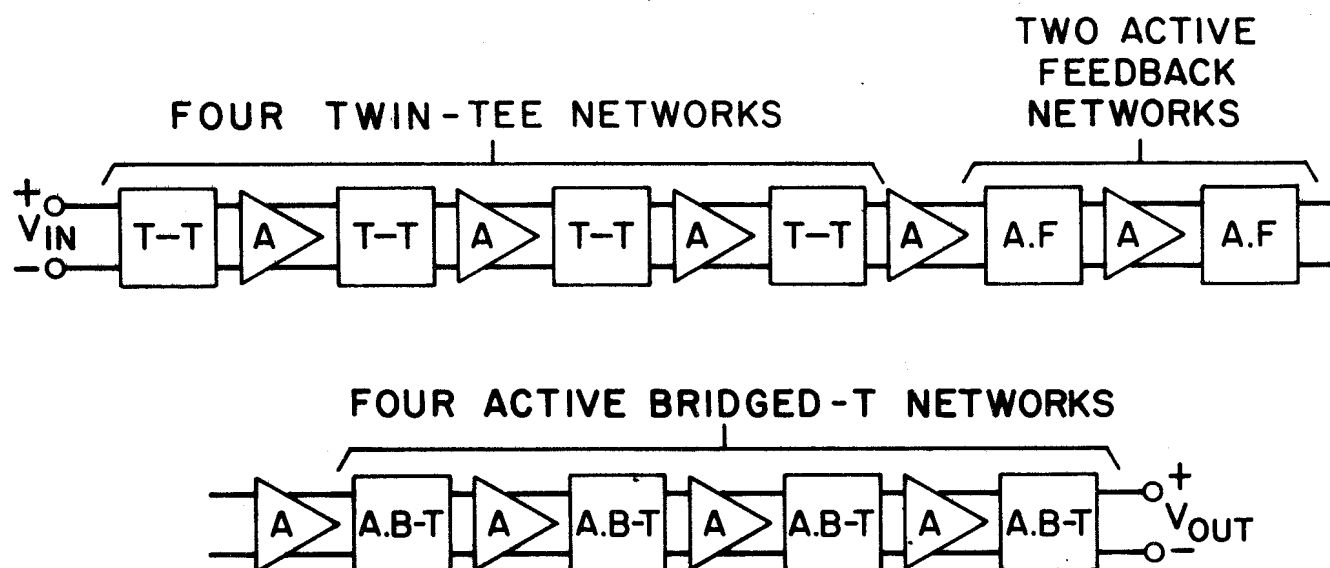 TWO ACTIVE
FEEDBACK
NETWORKS
FOUR TWIN-TEE NETWORKS
+
VIN
-
T-T A T-T A T-T A T-T A A.F A A.F
FOUR ACTIVE BRIDGED-T NETWORKS
A A.B-T A A.B-T A A.B-T A A.B-T
+
VOUT
-